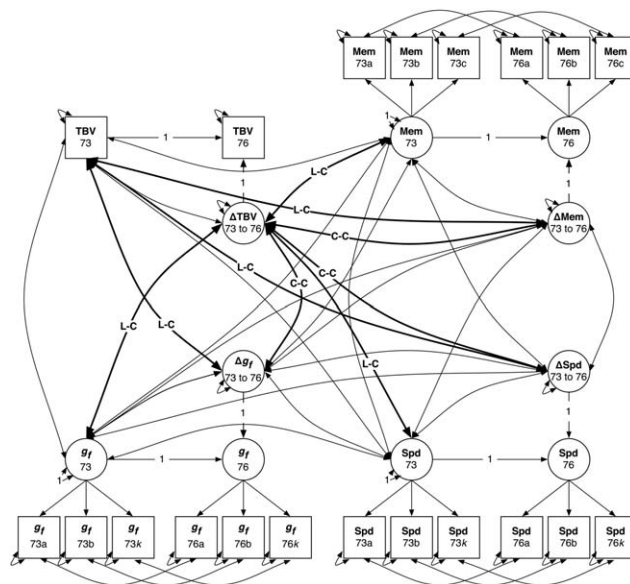 Mem Mem Mem Mem Mem Mem
73a 73b 73c 76a 76b 76c
TBV 1 TBV 1 Mem 1 Mem
73 76 73 76
1 1
L-C
ΔTBV L-C ΔMem
73 to 76 C-C 73 to 76
L-C C-C
C-C
L-C L-C
L-C
Δgf ΔSpd
73 to 76 73 to 76
1 1
gf 1 gf Spd 1 Spd
73 76 73 76
1 1
gf gf gf gf gf gf Spd Spd Spd Spd Spd Spd
73a 73b 73k 76a 76b 76k 73a 73b 73k 76a 76b 76k